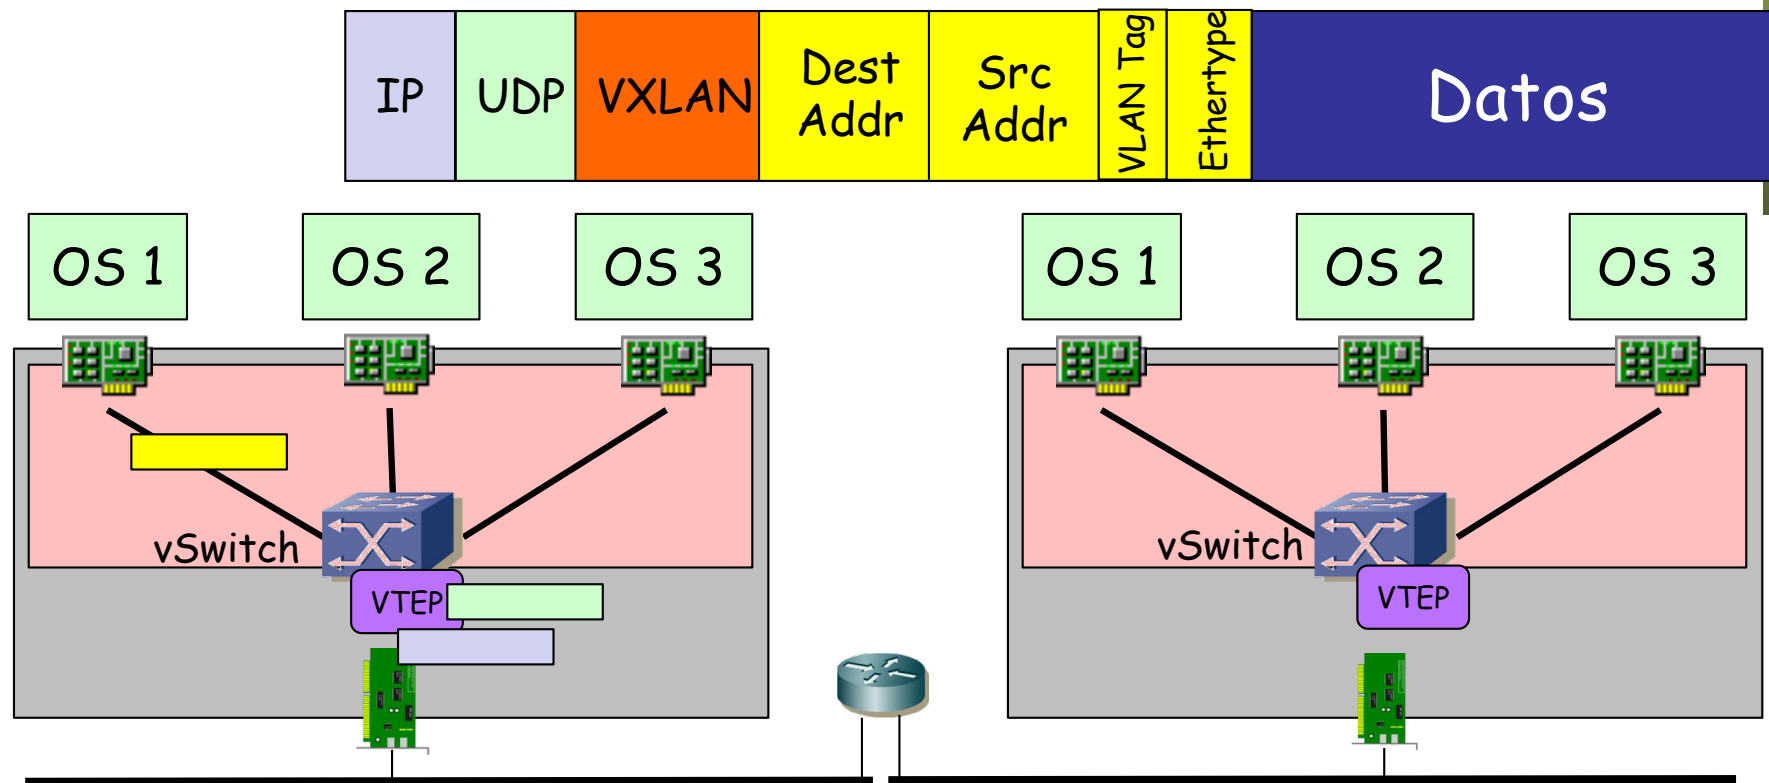 IP
UDP
VXLAN
Dest
Addr
Src
Addr
VLAN Tag
Ethertype
Datos
OS 1
OS 2
OS 3
OS 1
OS 2
OS 3
vSwitch
VTEP
vSwitch
VTEP